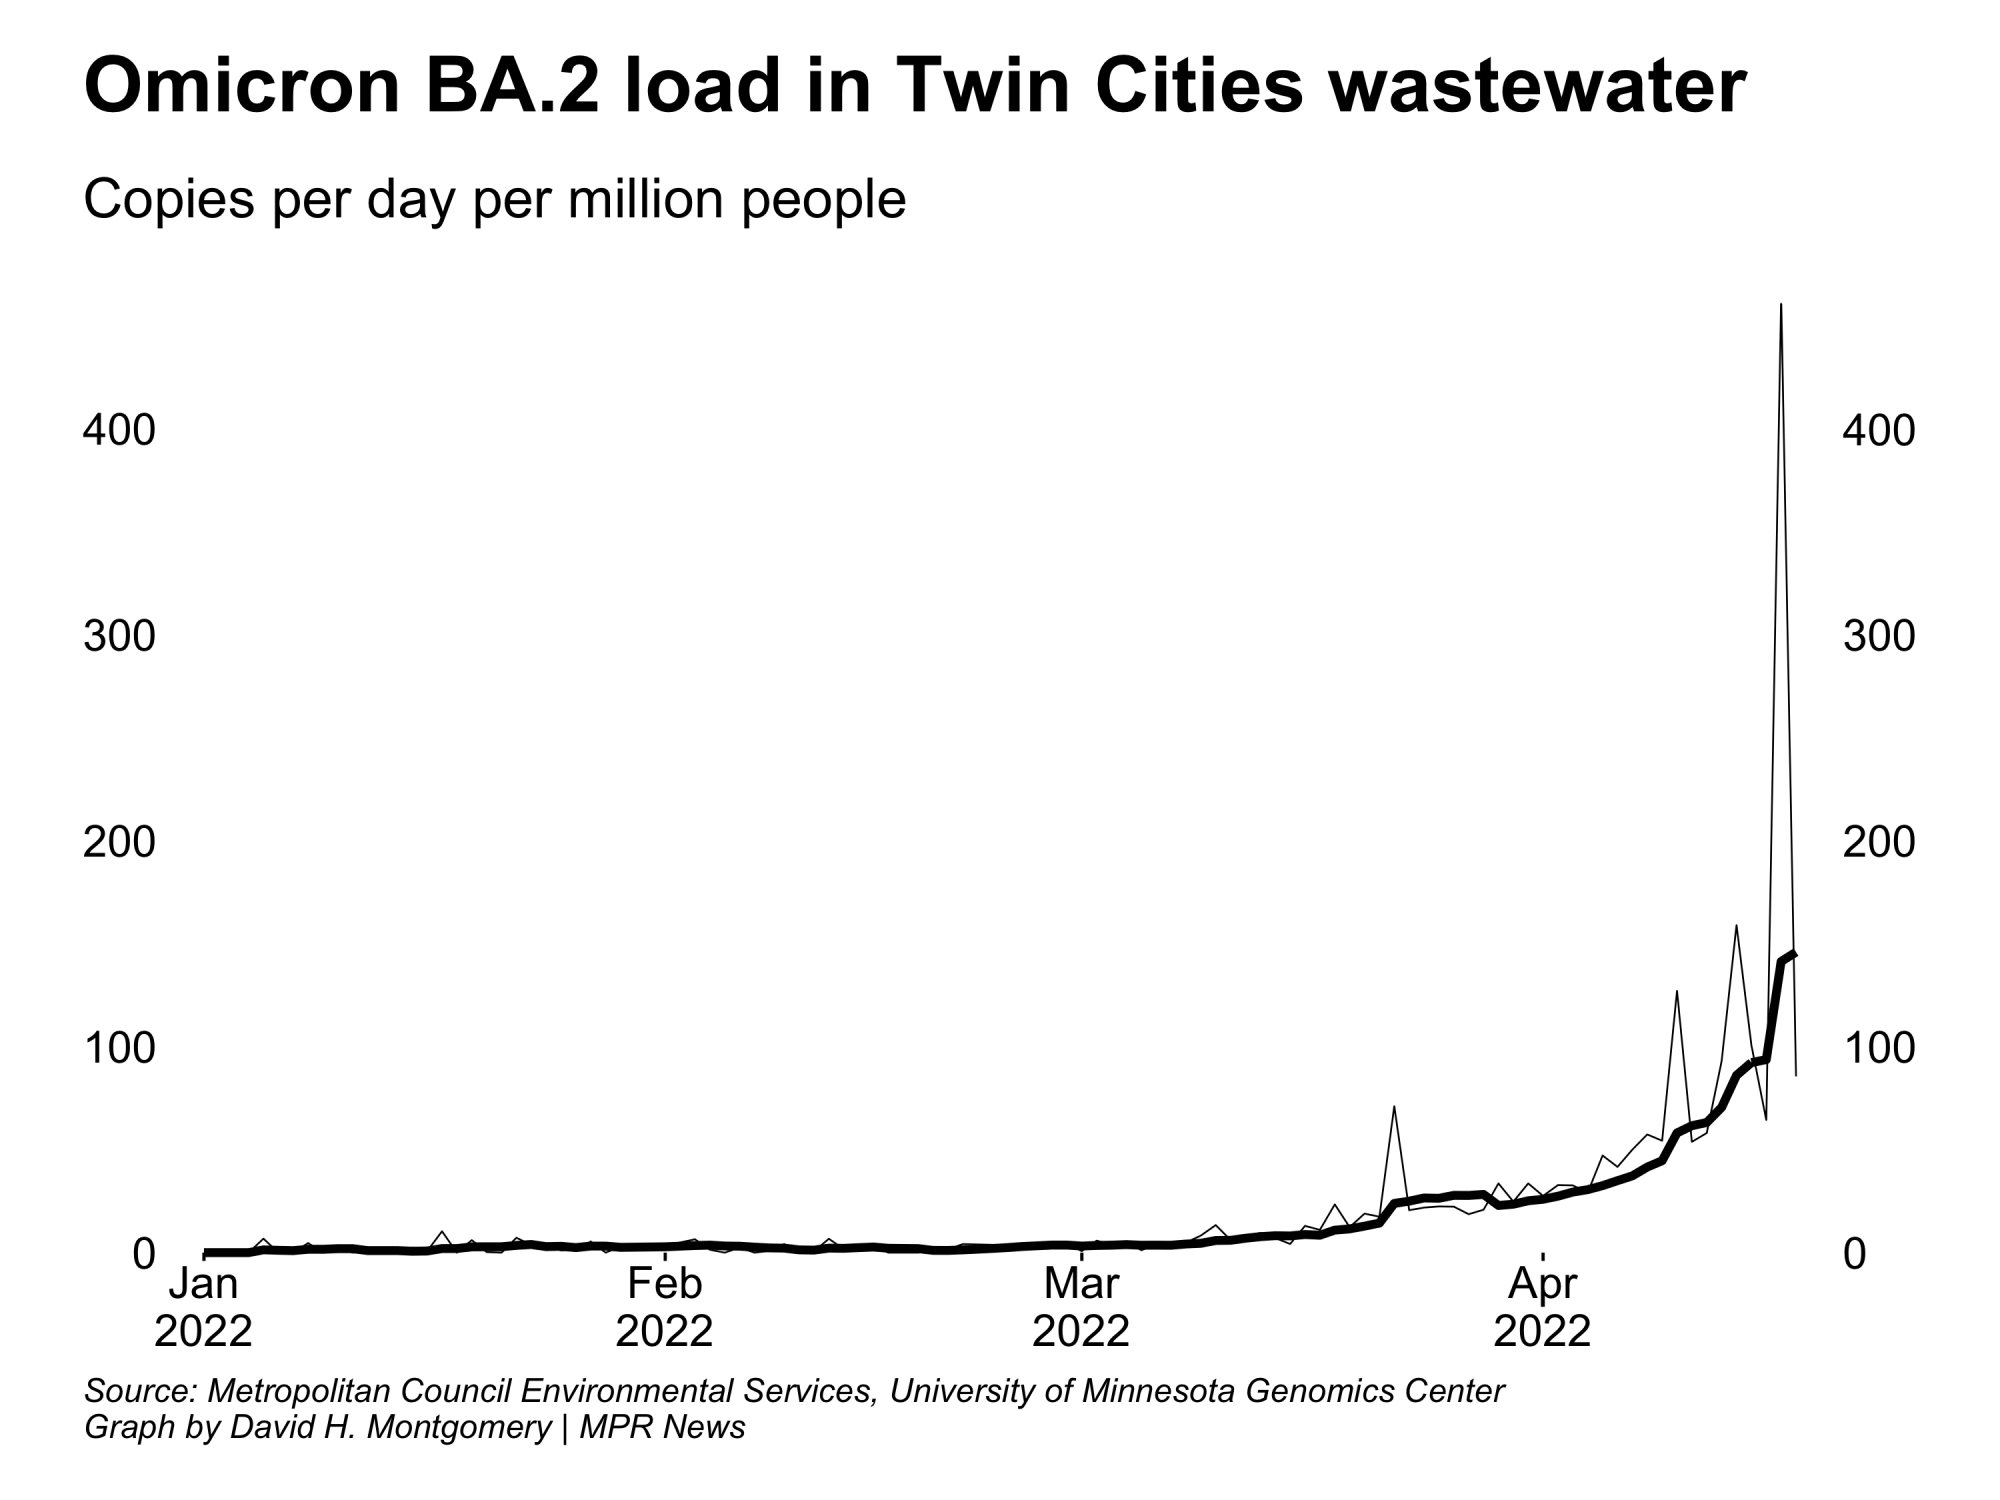 Omicron BA.2 load in Twin Cities wastewater
Copies per day per million people
400 400
300 300
200 200
100 100
0 0
Jan Feb Mar Apr
2022 2022 2022 2022
Source: Metropolitan Council Environmental Services, University of Minnesota Genomics Center
Graph by David H. Montgomery | MPR News